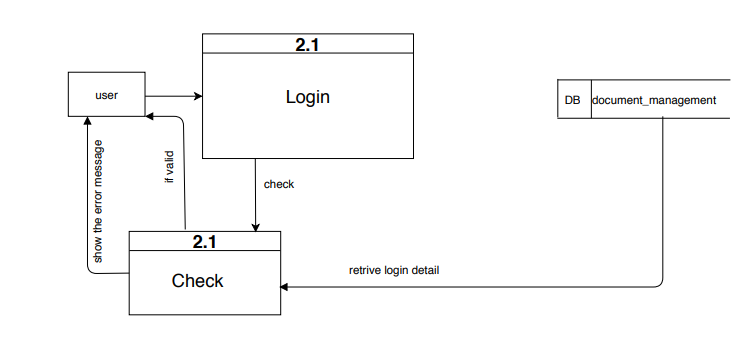 2.1
Login
user
DB
document_management
if valid
show the error message
check
2.1
Check
retrive login detail